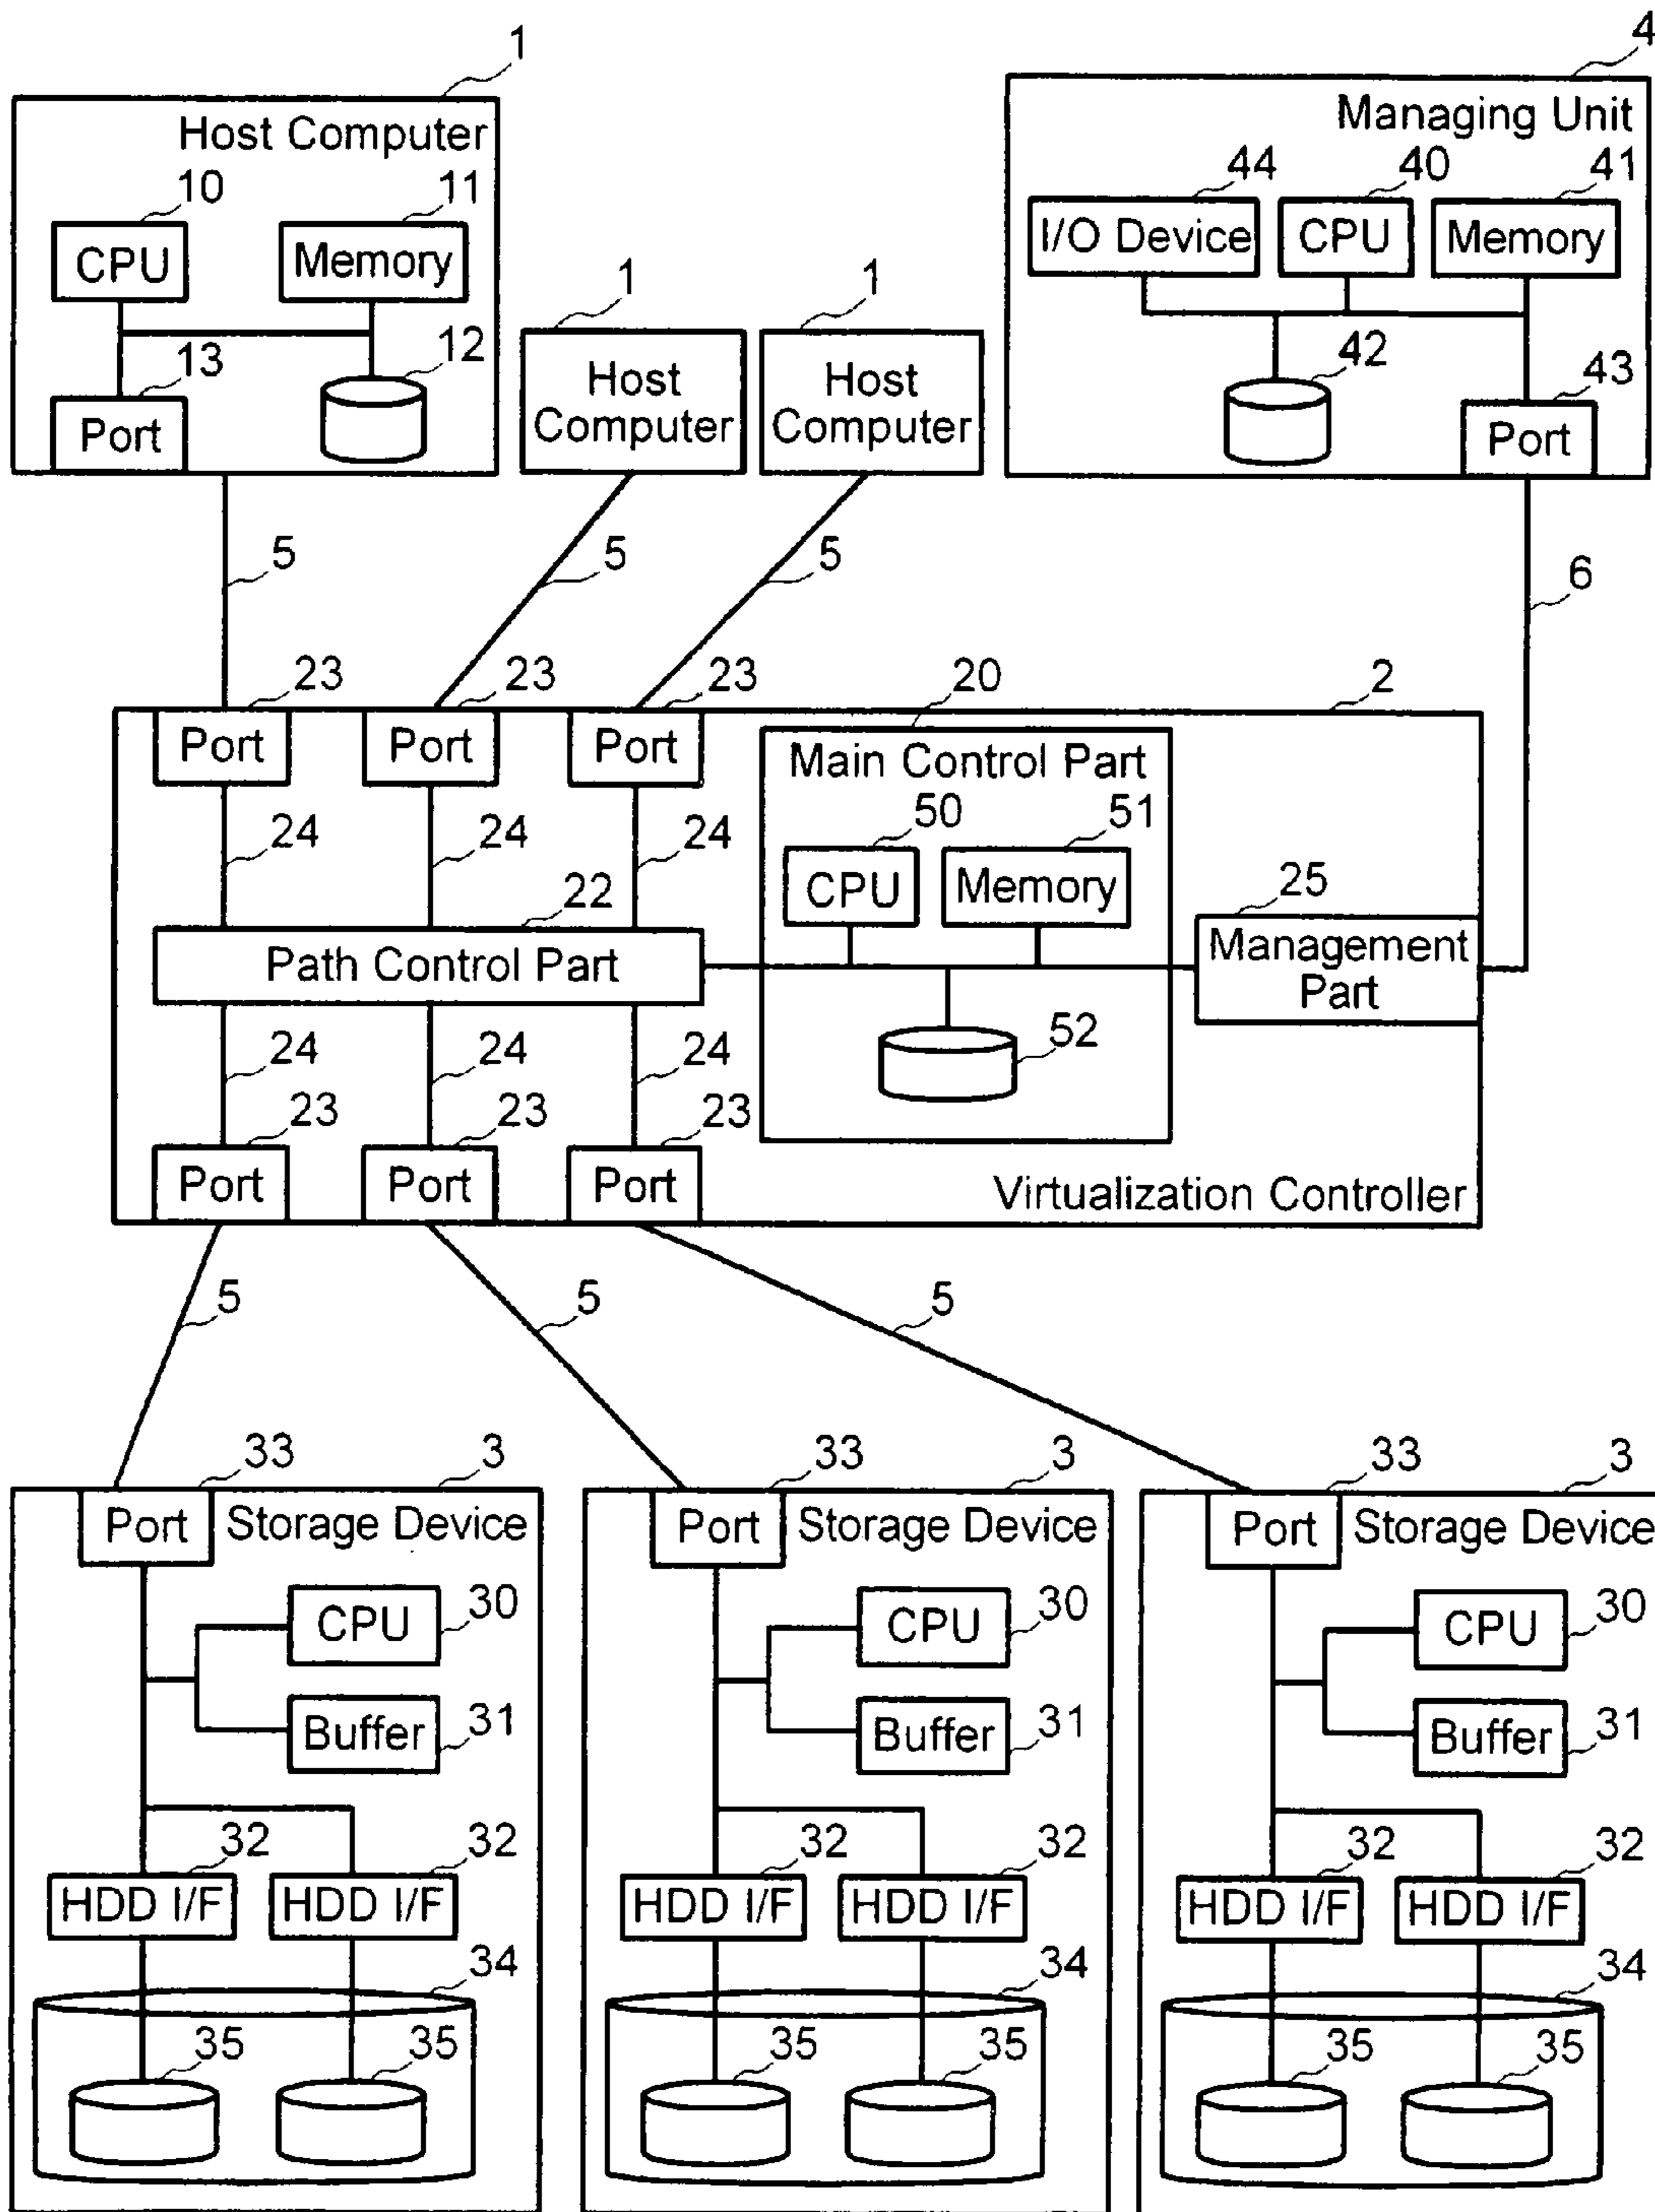 1
4
Host Computer
Managing Unit
10
11
44
40
41
CPU
Memory
I/O Device
CPU
Memory
1
1
13
12
42
43
Host
Computer
Host
Computer
Port
Port
5
5
5
6
23
23
23
20
2
Port
Port
Port
Main Control Part
24
24
24
50
51
CPU
Memory
22
25
Path Control Part
Management
Part
24
24
24
52
23
23
23
Port
Port
Port
Virtualization Controller
5
5
5
33
3
33
3
33
3
Port
Storage Device
Port
Storage Device
Port
Storage Device
CPU
30
CPU
30
CPU
30
Buffer
31
Buffer
31
Buffer
31
32
32
32
32
32
32
HDD I/F
HDD I/F
HDD I/F
HDD I/F
HDD I/F
HDD I/F
34
34
34
35
35
35
35
35
35